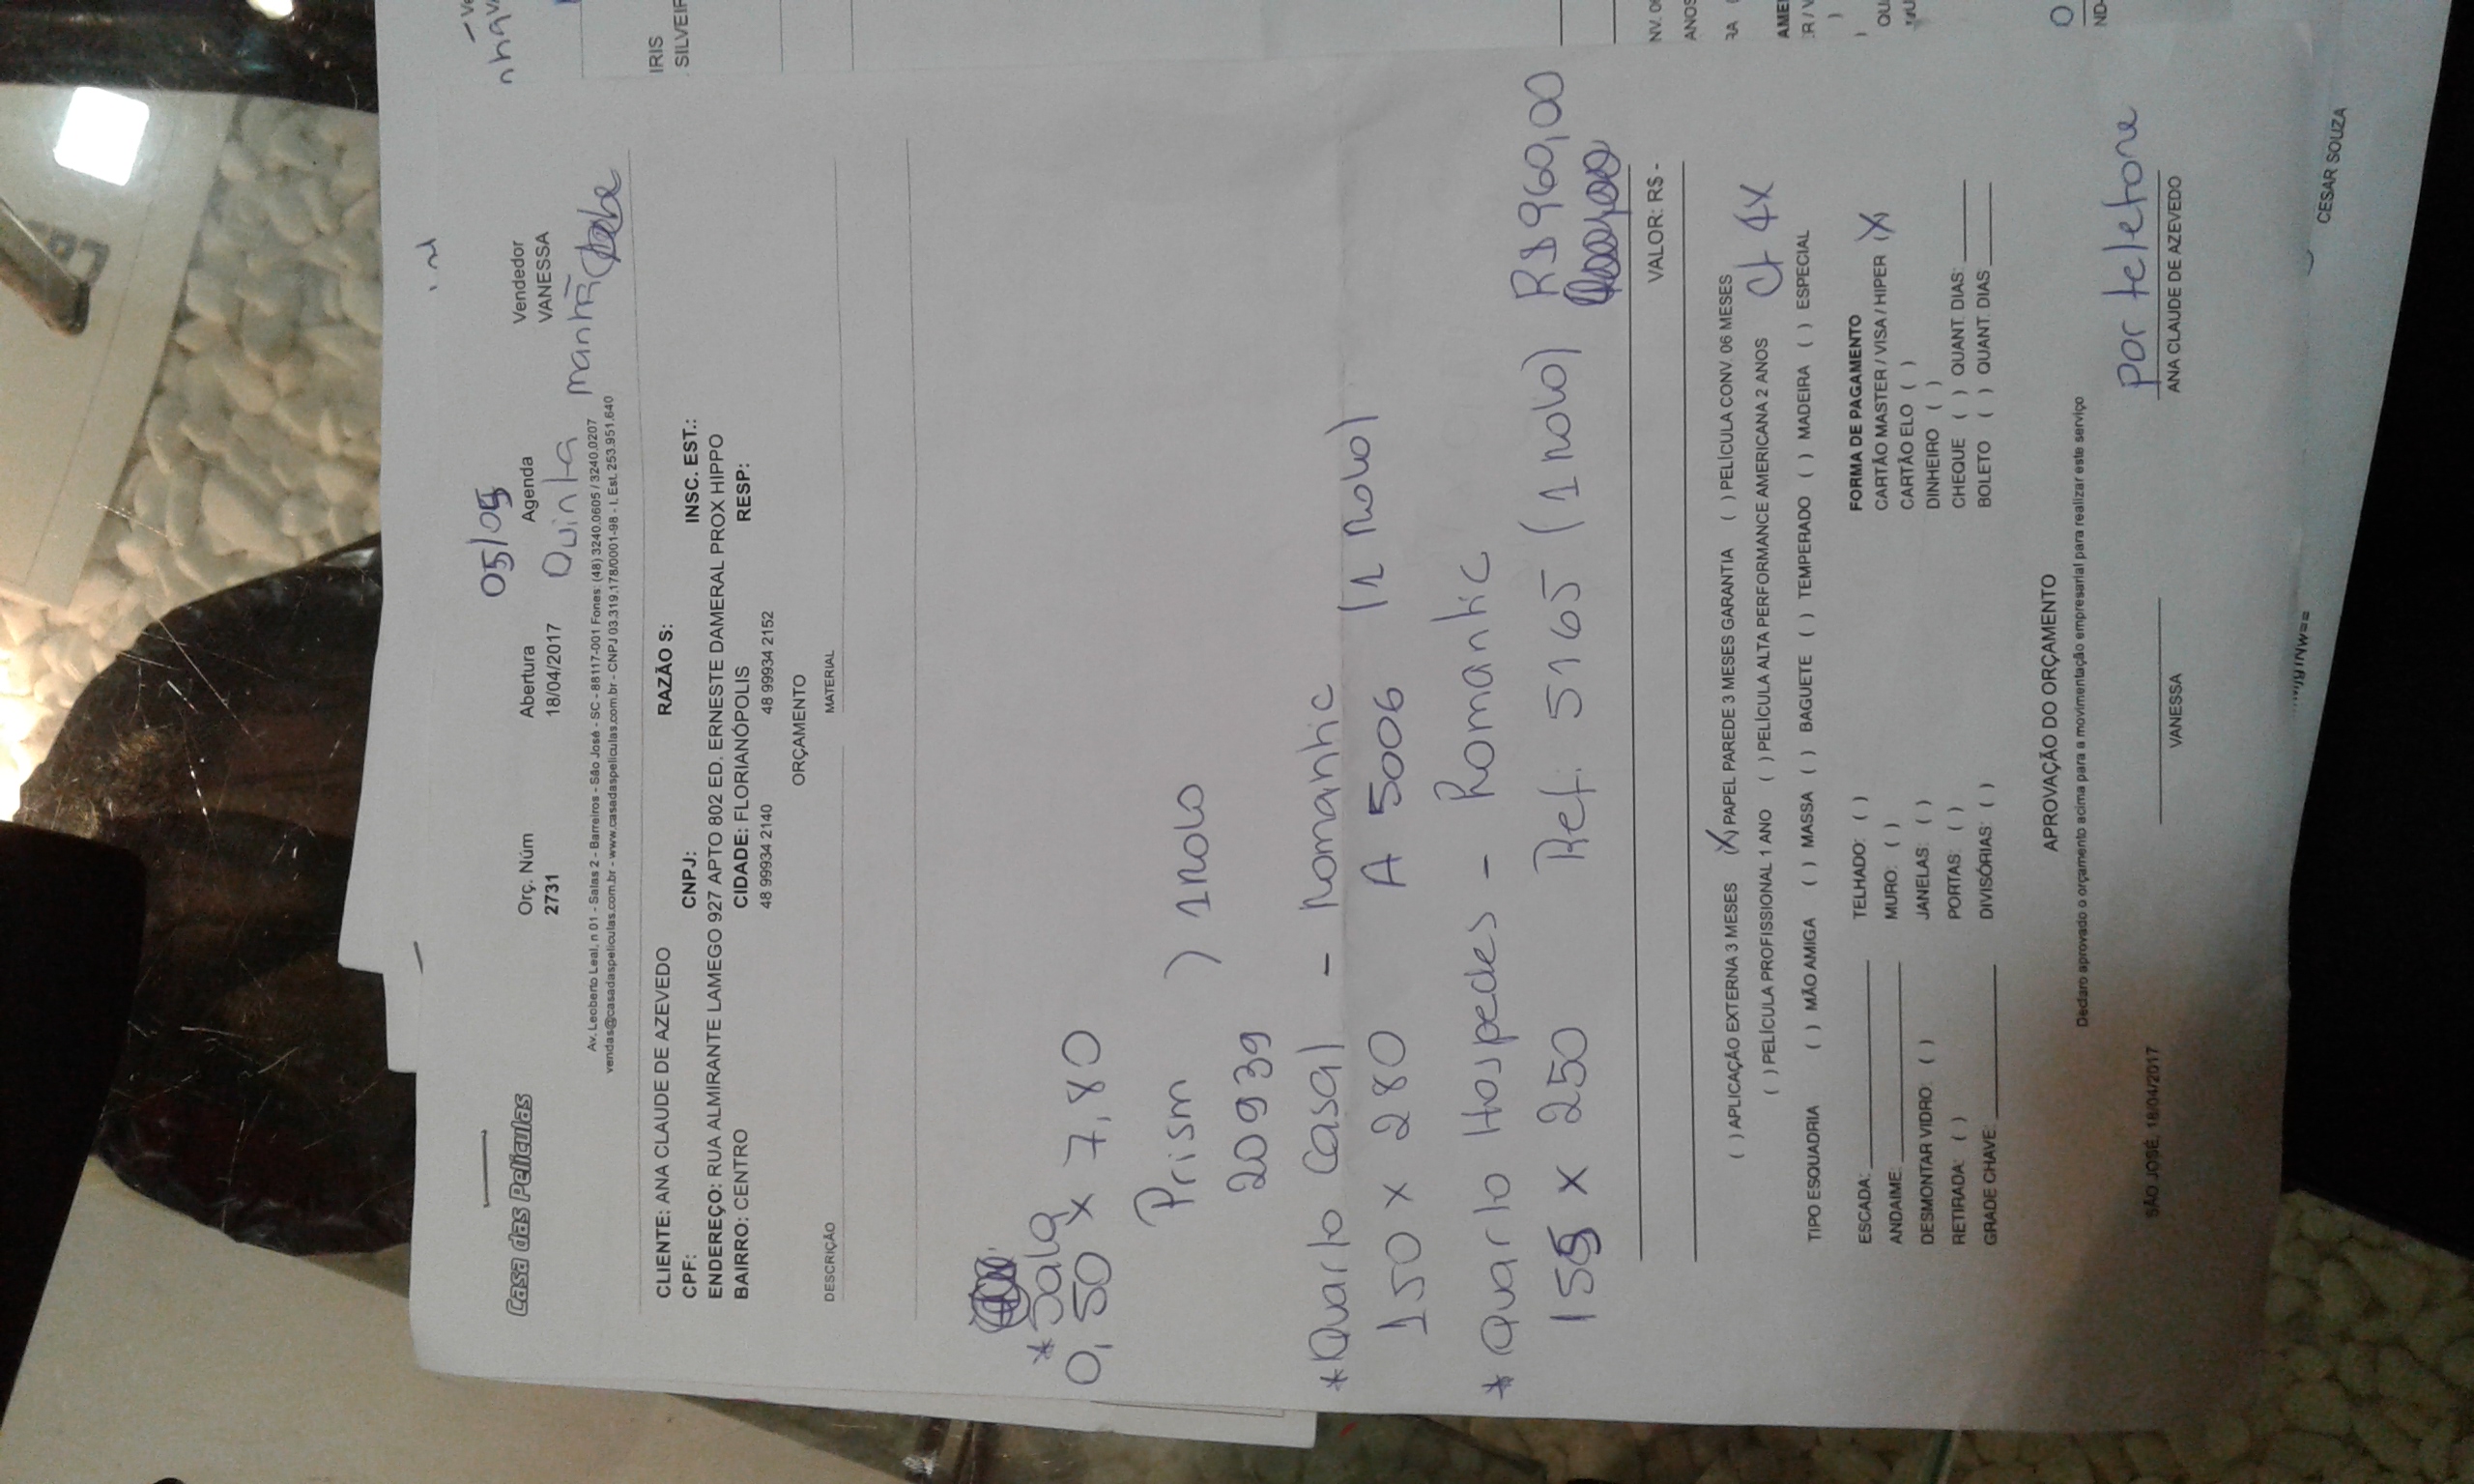 05/05
Casa das Peliculas
Orç. Núm
Abertura
Agenda
Vendedor
2731
18/04/2017
Quinta manhã
VANESSA
Av. Leoberto Leal, n 01 - Salas 2 - Barreiros - São José - SC - 88117-001 Fones: (48) 3240.0605 / 3240.0207
vendas@casadaspeliculas.com.br - www.casadaspeliculas.com.br - CNPJ 03.319.178/0001-98 - I. Est. 253.951.640
CLIENTE: ANA CLAUDE DE AZEVEDO
RAZÃO S:
CPF:
CNPJ:
INSC. EST.:
ENDEREÇO: RUA ALMIRANTE LAMEGO 927 APTO 802 ED. ERNESTE DAMERAL PROX HIPPO
BAIRRO: CENTRO
CIDADE: FLORIANÓPOLIS
RESP:
48 99934 2140
48 99934 2152
ORÇAMENTO
DESCRIÇÃO
MATERIAL
* Sala
0,50 x 7,80
Prism ) 1 rolo
20939
* Quarto Casal - Romantic
150 x 280 A 5006 (1 rolo)
* Quarto Hospedes - Romantic
155 x 250 Ref: 5165 (1 rolo) R$ 960,00
VALOR: R$ -
( ) APLICAÇÃO EXTERNA 3 MESES (X) PAPEL PAREDE 3 MESES GARANTIA ( ) PELÍCULA CONV. 06 MESES
( ) PELÍCULA PROFISSIONAL 1 ANO ( ) PELÍCULA ALTA PERFORMANCE AMERICANA 2 ANOS
Ct 4x
TIPO ESQUADRIA ( ) MÃO AMIGA ( ) MASSA ( ) BAGUETE ( ) TEMPERADO ( ) MADEIRA ( ) ESPECIAL
ESCADA:
TELHADO: ( )
FORMA DE PAGAMENTO
ANDAIME:
MURO: ( )
CARTÃO MASTER / VISA / HIPER (X)
DESMONTAR VIDRO: ( )
JANELAS: ( )
CARTÃO ELO ( )
RETIRADA: ( )
PORTAS: ( )
DINHEIRO ( )
GRADE CHAVE:
DIVISÓRIAS: ( )
CHEQUE ( ) QUANT. DIAS:
BOLETO ( ) QUANT. DIAS
APROVAÇÃO DO ORÇAMENTO
Declaro aprovado o orçamento acima para a movimentação empresarial para realizar este serviço
por telefone
SÃO JOSÉ, 18/04/2017
VANESSA
ANA CLAUDE DE AZEVEDO
CESAR SOUZA
IRIS
SILVEIR